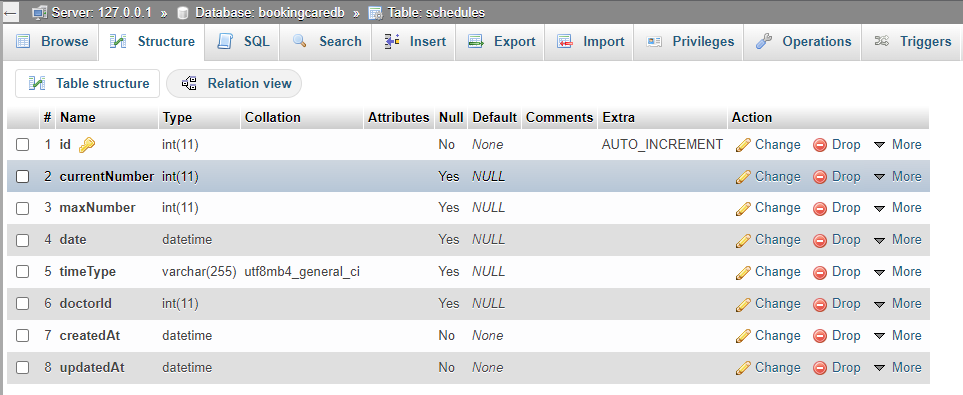 Server: 127.0.0.1 » Database: bookingcaredb » Table: schedules
Browse Structure SQL Search Insert Export Import Privileges Operations Triggers
Table structure Relation view
# Name Type Collation Attributes Null Default Comments Extra Action
1 id int(11) No None AUTO_INCREMENT Change Drop More
2 currentNumber int(11) Yes NULL Change Drop More
3 maxNumber int(11) Yes NULL Change Drop More
4 date datetime Yes NULL Change Drop More
5 timeType varchar(255) utf8mb4_general_ci Yes NULL Change Drop More
6 doctorId int(11) Yes NULL Change Drop More
7 createdAt datetime No None Change Drop More
8 updatedAt datetime No None Change Drop More